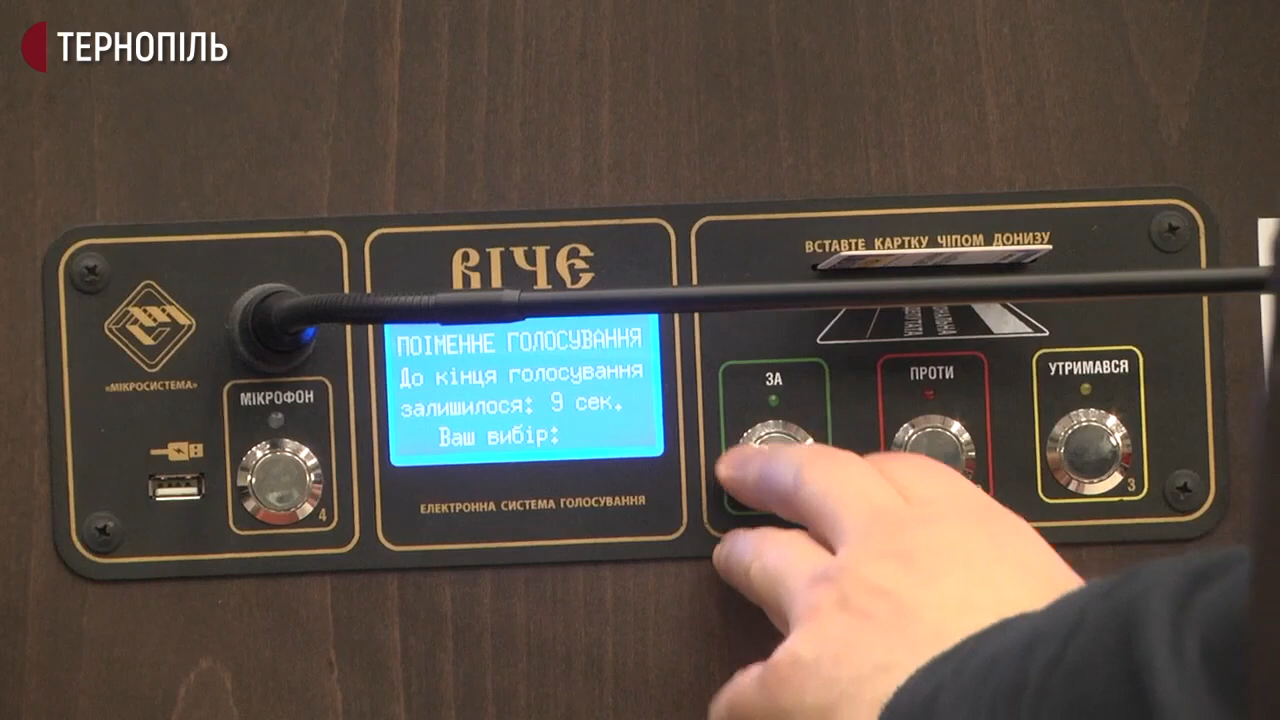 ТЕРНОПІЛЬ
ВІЧЕ
ВСТАВТЕ КАРТКУ ЧІПОМ ДОНИЗУ
«МІКРОСИСТЕМА»
МІКРОФОН
4
ПОІМЕННЕ ГОЛОСУВАННЯ
До кінця голосування
залишилося: 9 сек.
Ваш вибір:
ЕЛЕКТРОННА СИСТЕМА ГОЛОСУВАННЯ
ЗА
ПРОТИ
УТРИМАВСЯ
3